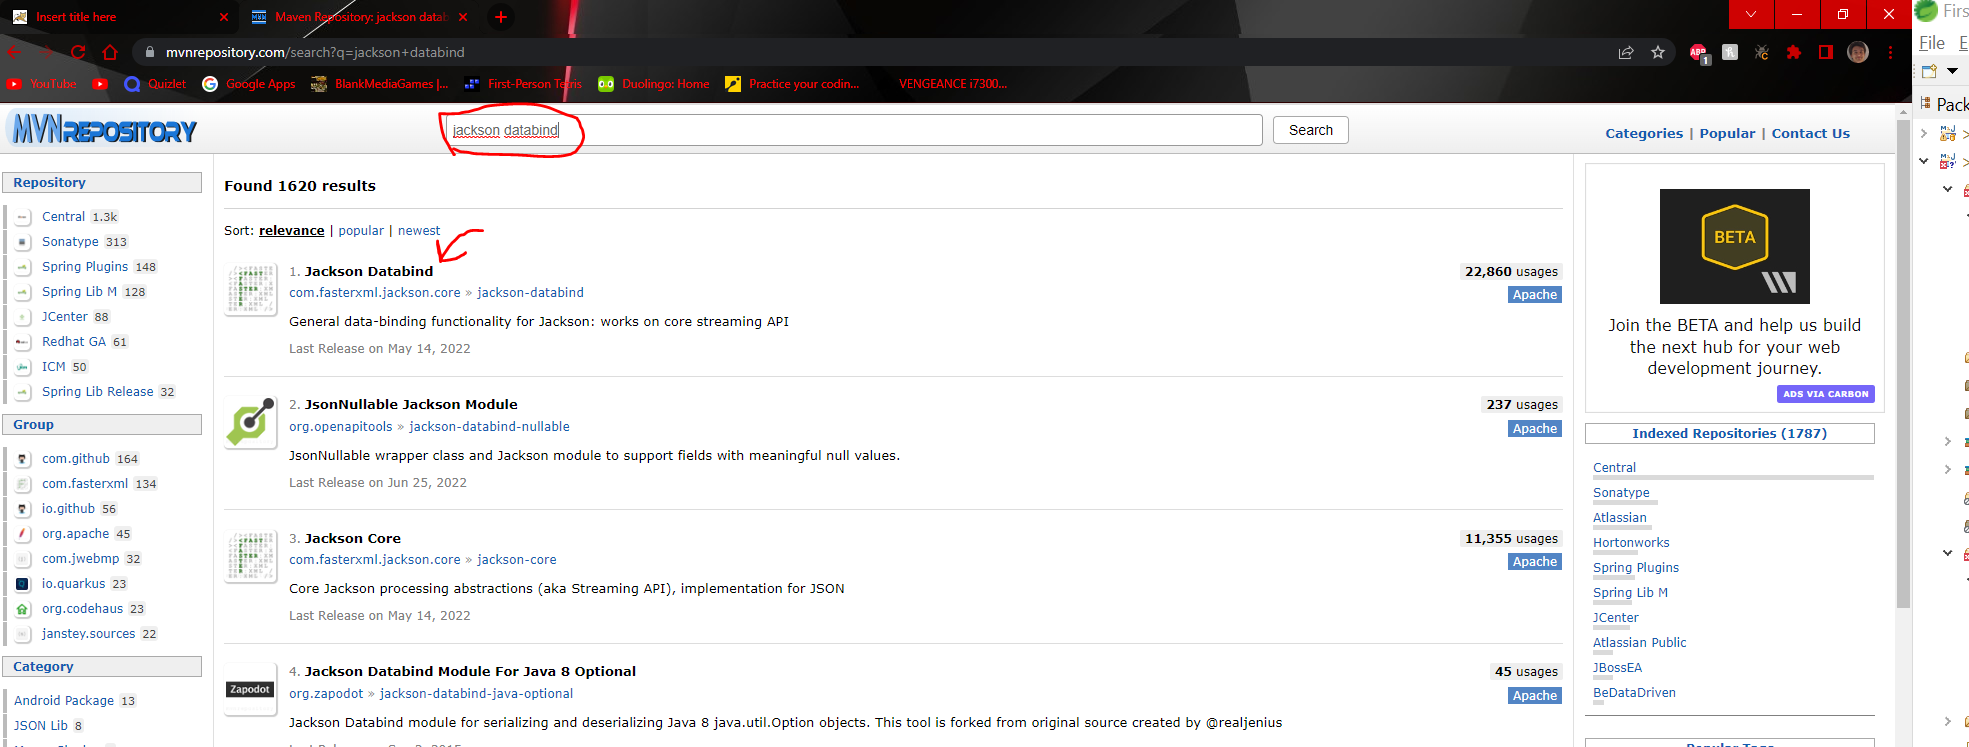 Insert title here
Maven Repository: jackson datab
mvnrepository.com/search?q=jackson+databind
ABP
1
YouTube
Quizlet
Google Apps
BlankMediaGames |...
First-Person Tetris
Duolingo: Home
Practice your codin...
VENGEANCE i7300...
Firs
File E
Pack
MVNREPOSITORY
jackson databind
Search
Categories | Popular | Contact Us
Repository
Central 1.3k
Sonatype 313
Spring Plugins 148
Spring Lib M 128
JCenter 88
Redhat GA 61
ICM 50
Spring Lib Release 32
Group
com.github 164
com.fasterxml 134
io.github 56
org.apache 45
com.jwebmp 32
io.quarkus 23
org.codehaus 23
janstey.sources 22
Category
Android Package 13
JSON Lib 8
Found 1620 results
Sort: relevance | popular | newest
1. Jackson Databind
22,860 usages
com.fasterxml.jackson.core » jackson-databind
Apache
General data-binding functionality for Jackson: works on core streaming API
Last Release on May 14, 2022
2. JsonNullable Jackson Module
237 usages
org.openapitools » jackson-databind-nullable
Apache
JsonNullable wrapper class and Jackson module to support fields with meaningful null values.
Last Release on Jun 25, 2022
3. Jackson Core
11,355 usages
com.fasterxml.jackson.core » jackson-core
Apache
Core Jackson processing abstractions (aka Streaming API), implementation for JSON
Last Release on May 14, 2022
Zapodot
4. Jackson Databind Module For Java 8 Optional
45 usages
org.zapodot » jackson-databind-java-optional
Apache
Jackson Databind module for serializing and deserializing Java 8 java.util.Option objects. This tool is forked from original source created by @realjenius
BETA
Join the BETA and help us build
the next hub for your web
development journey.
ADS VIA CARBON
Indexed Repositories (1787)
Central
Sonatype
Atlassian
Hortonworks
Spring Plugins
Spring Lib M
JCenter
Atlassian Public
JBossEA
BeDataDriven
Popular Tags